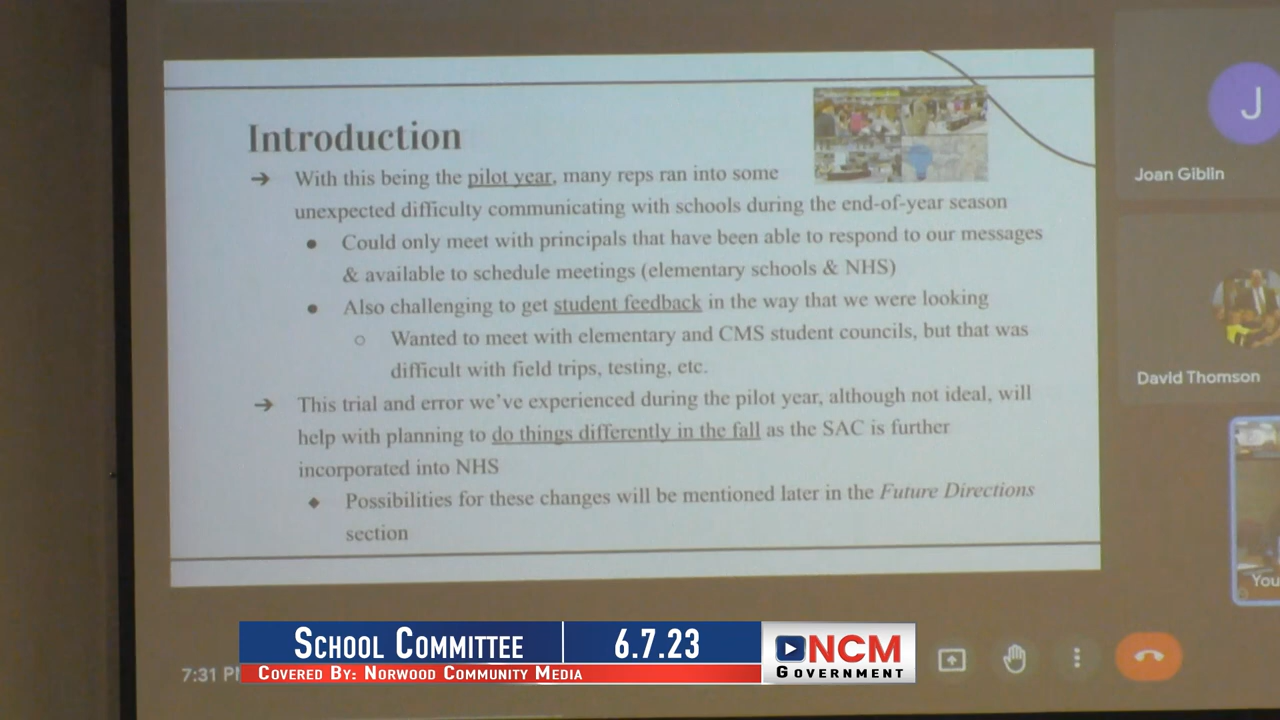 Introduction
→ With this being the pilot year, many reps ran into some
unexpected difficulty communicating with schools during the end-of-year season
● Could only meet with principals that have been able to respond to our messages
& available to schedule meetings (elementary schools & NHS)
● Also challenging to get student feedback in the way that we were looking
○ Wanted to meet with elementary and CMS student councils, but that was
difficult with field trips, testing, etc.
→ This trial and error we've experienced during the pilot year, although not ideal, will
help with planning to do things differently in the fall as the SAC is further
incorporated into NHS
◆ Possibilities for these changes will be mentioned later in the Future Directions
section
J
Joan Giblin
David Thomson
You
7:31 P
School Committee
6.7.23
Covered By: Norwood Community Media
NCM
Government